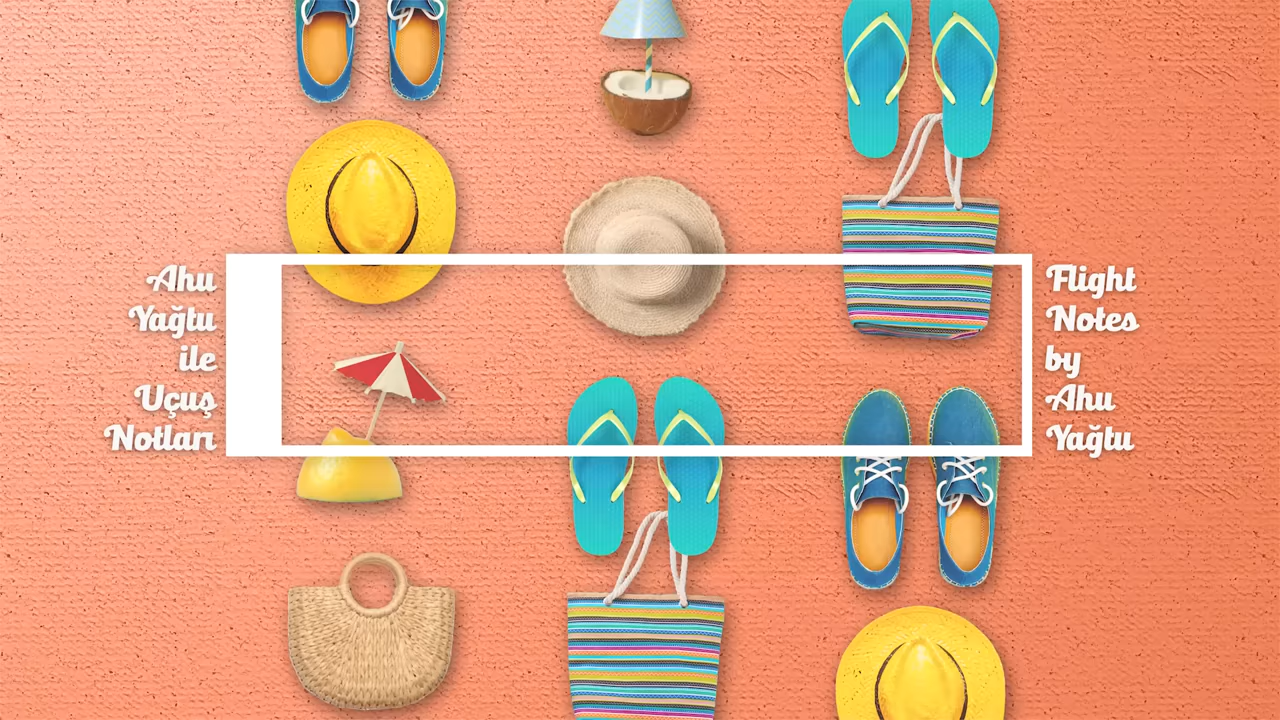 Ahu
Yağtu
ile
Uçuş
Notları
Flight
Notes
by
Ahu
Yağtu